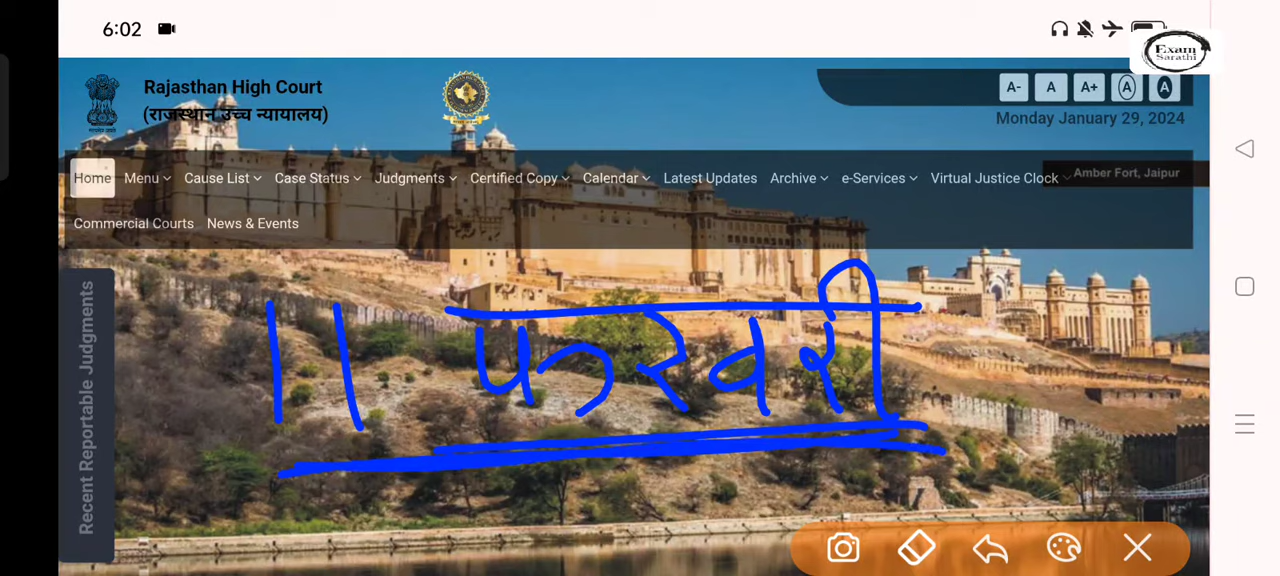 6:02
Exam
Sarathi
Rajasthan High Court
(राजस्थान उच्च न्यायालय)
A- A A+ A A
Monday January 29, 2024
Home Menu Cause List Case Status Judgments Certified Copy Calendar Latest Updates Archive e-Services Virtual Justice Clock
Amber Fort, Jaipur
Commercial Courts News & Events
Recent Reportable Judgments
11 फरवरी